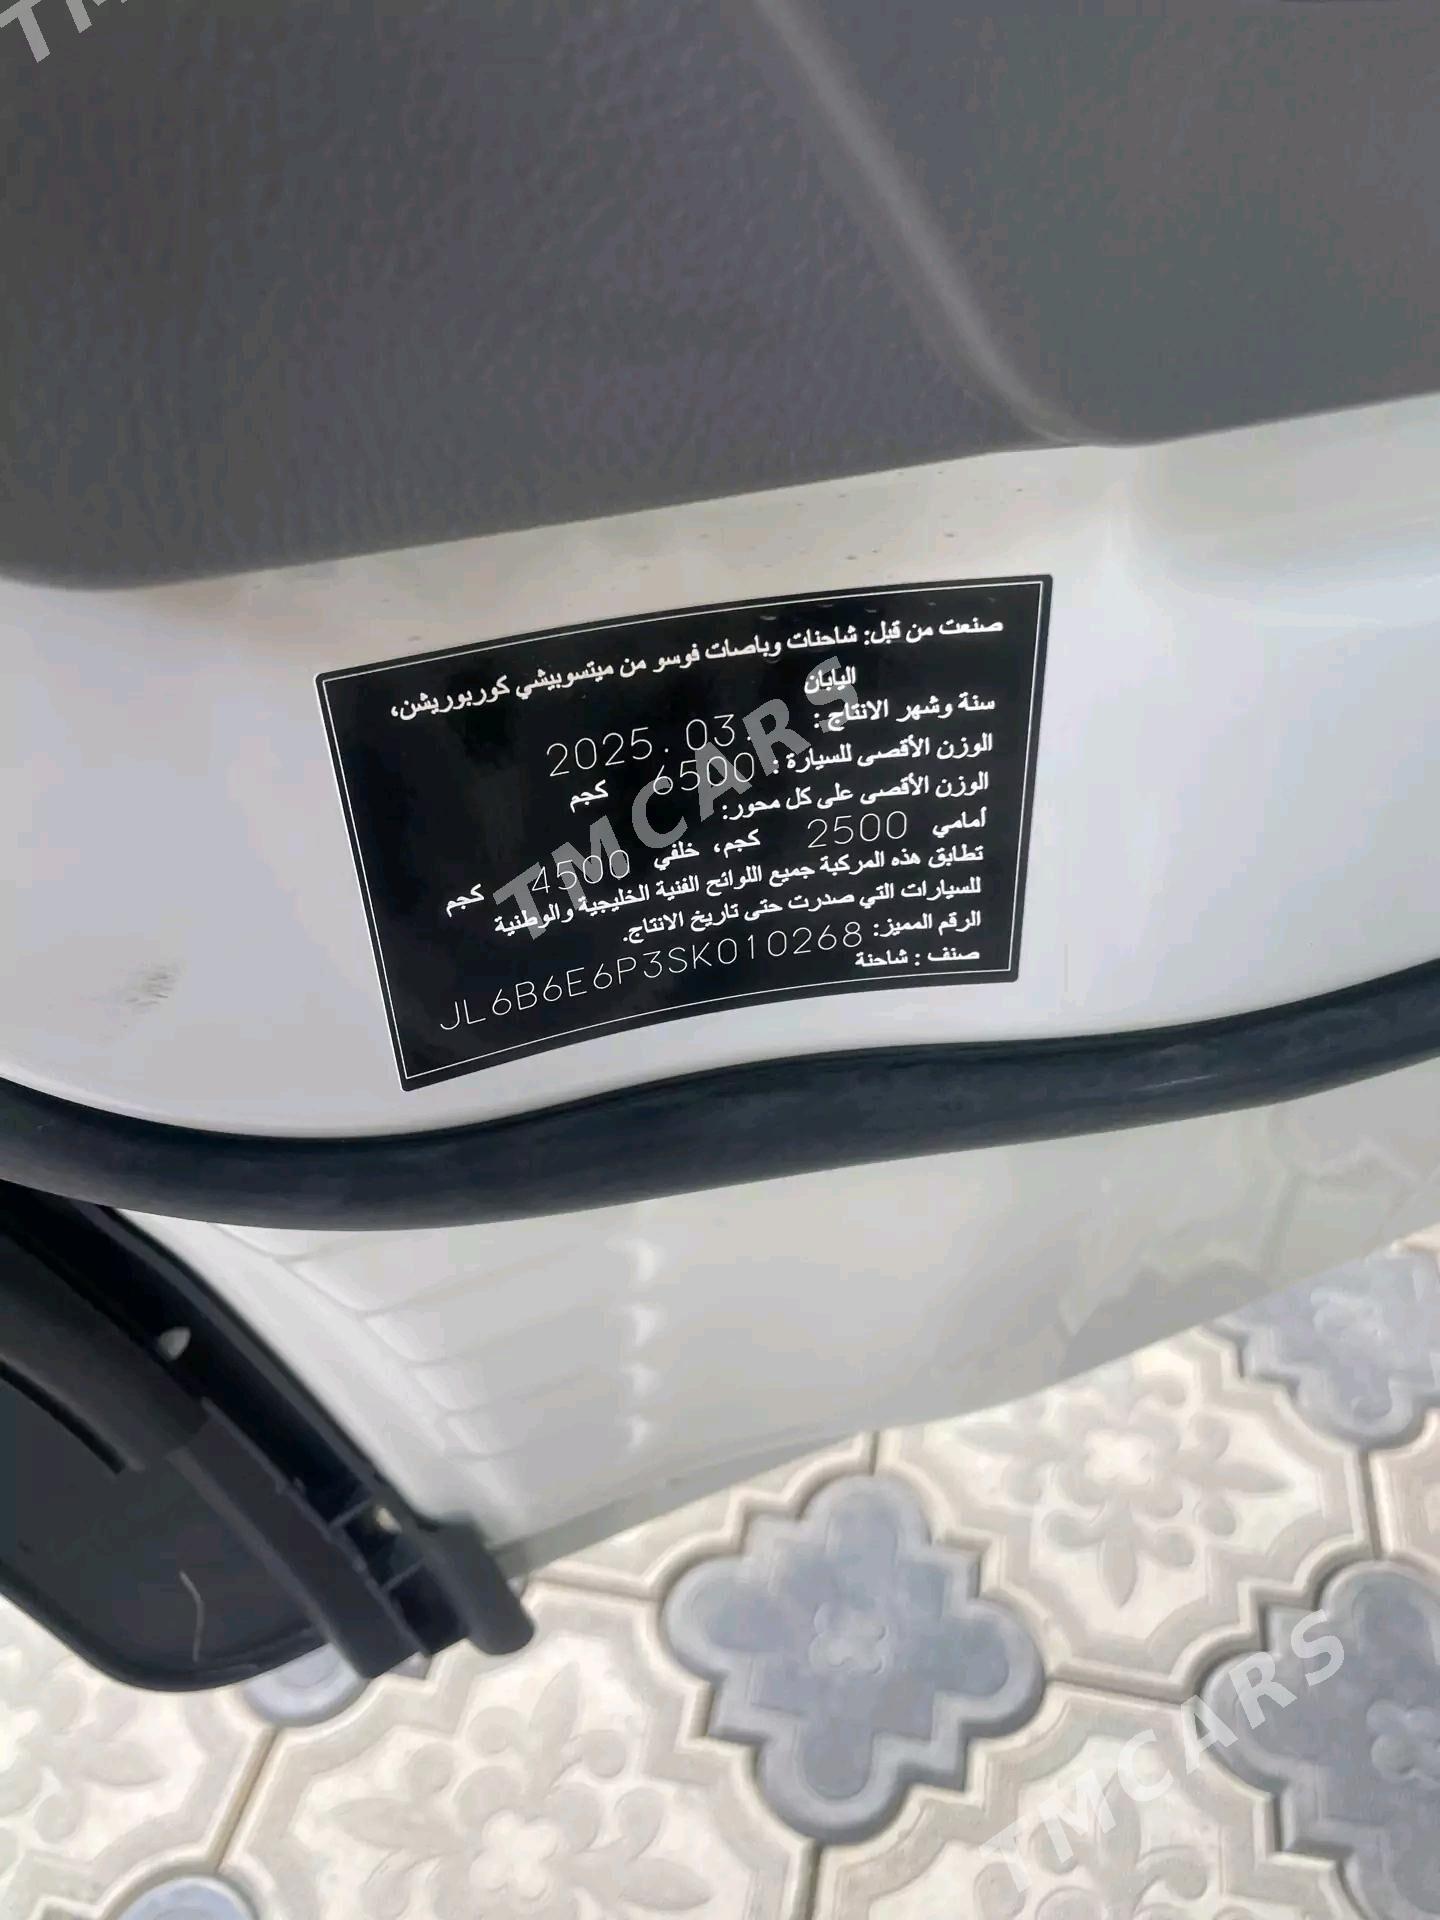 صنعت من قبل: شاحنات وباصات فوسو من ميتسوبيشي كوربوريشن،
اليابان
سنة وشهر الانتاج : 2025.03.
الوزن الأقصى للسيارة : 6500 كجم
الوزن الأقصى على كل محور:
أمامي 2500 كجم، خلفي 4500 كجم
تطابق هذه المركبة جميع اللوائح الفنية الخليجية والوطنية
للسيارات التي صدرت حتى تاريخ الانتاج.
الرقم المميز: JL6B6E6P3SK010268
صنف : شاحنة
TMCARS
TMCARS